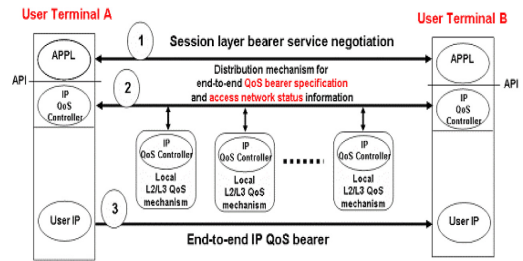 User Terminal A
User Terminal B
1
Session layer bearer service negotiation
APPL
APPL
API
API
Distribution mechanism for
end-to-end QoS bearer specification
and access network status information
2
IP
QoS
Controller
IP
QoS
Controller
IP
QoS Controller
Local
L2/L3 QoS
mechanism
IP
QoS Controller
Local
L2/L3 QoS
mechanism
IP
QoS Controller
Local
L2/L3 QoS
mechanism
User IP
3
User IP
End-to-end IP QoS bearer